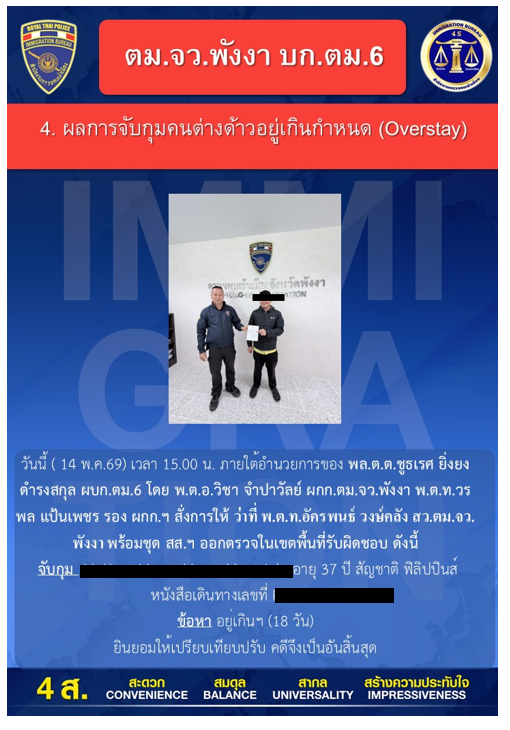 ROYAL THAI POLICE
IMMIGRATION BUREAU
IMMIGRATION BUREAU
ตม.จว.พังงา บก.ตม.6
4. ผลการจับกุมคนต่างด้าวอยู่เกินกำหนด (Overstay)
IMMI
GRA
TION
วันนี้ ( 14 พ.ค.69) เวลา 15.00 น. ภายใต้อำนวยการของ พล.ต.ต.ชูธเรศ ยิ่งยง
ดำรงสกุล ผบก.ตม.6 โดย พ.ต.อ.วิชา จำปาวัลย์ ผกก.ตม.จว.พังงา พ.ต.ท.วร
พล แป้นเพชร รอง ผกก.ฯ สั่งการให้ ว่าที่ พ.ต.ท.อัครพนธ์ วงษ์คลัง สว.ตม.จว.
พังงา พร้อมชุด สส.ฯ ออกตรวจในเขตพื้นที่รับผิดชอบ ดังนี้
จับกุม อายุ 37 ปี สัญชาติ ฟิลิปปินส์
หนังสือเดินทางเลขที่
ข้อหา อยู่เกินฯ (18 วัน)
ยินยอมให้เปรียบเทียบปรับ คดีจึงเป็นอันสิ้นสุด
4 ส.
สะดวก สมดุล สากล สร้างความประทับใจ
CONVENIENCE BALANCE UNIVERSALITY IMPRESSIVENESS